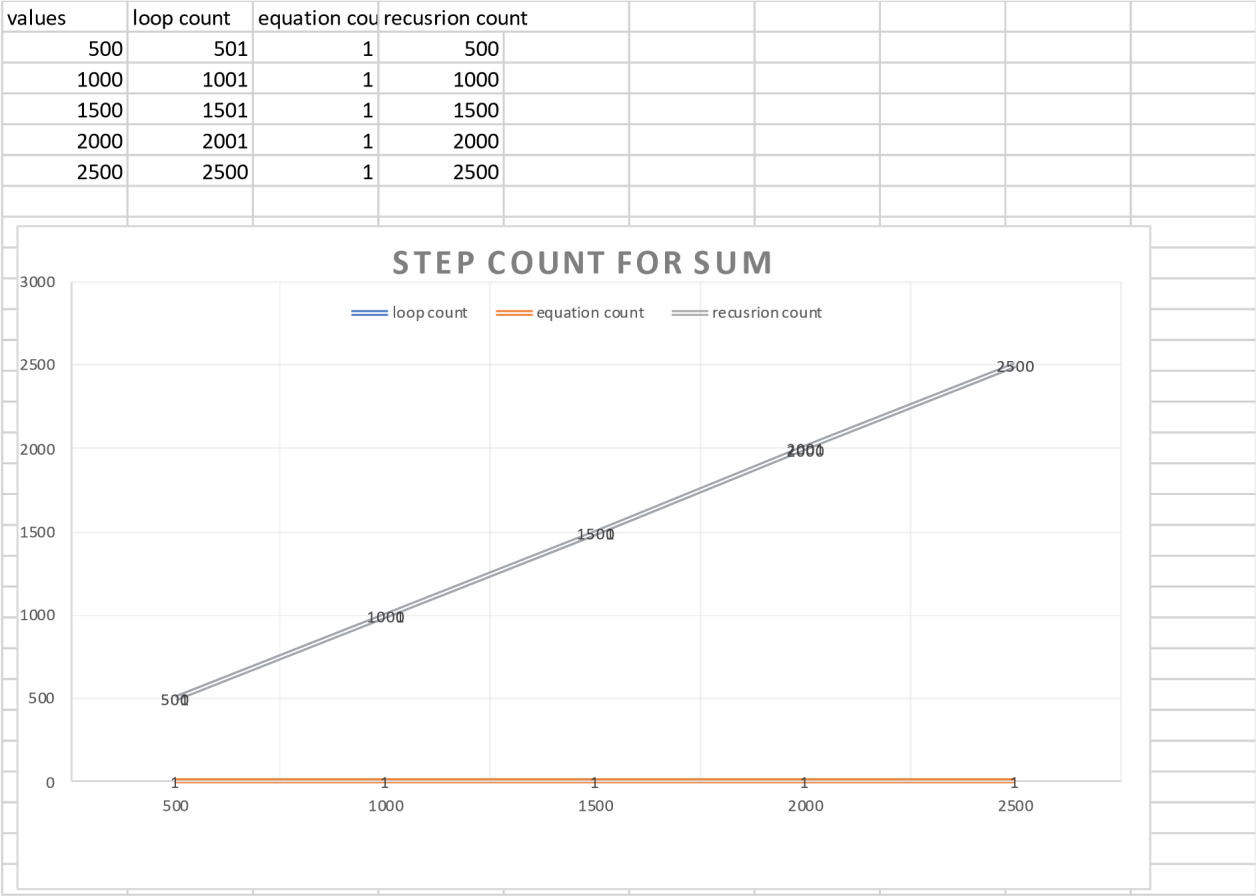 values loop count equation cou recusrion count
500 501 1 500
1000 1001 1 1000
1500 1501 1 1500
2000 2001 1 2000
2500 2500 1 2500
STEP COUNT FOR SUM
3000
loop count equation count recusrion count
2500 2500
2000
1500
1000
500
0 1 1 1 1 1
500 1000 1500 2000 2500